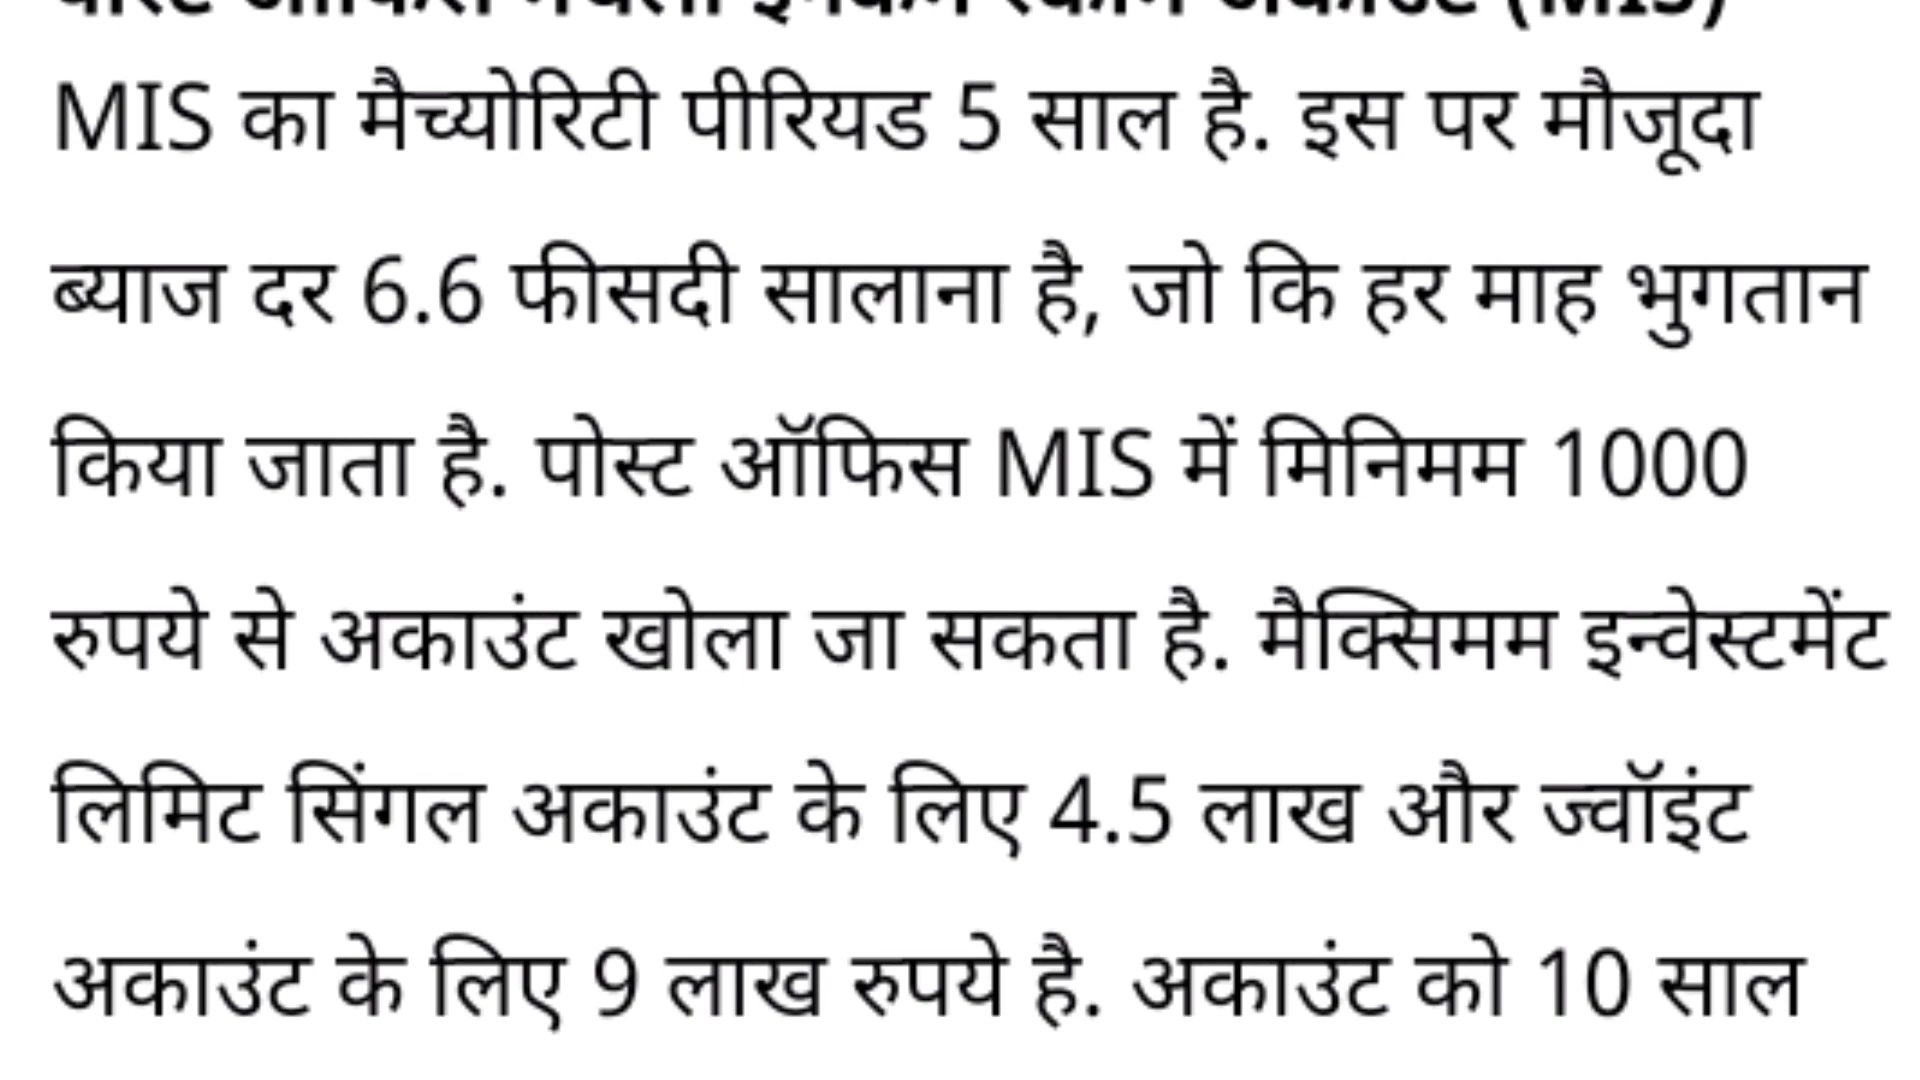 (MIS)
MIS का मैच्योरिटी पीरियड 5 साल है. इस पर मौजूदा
ब्याज दर 6.6 फीसदी सालाना है, जो कि हर माह भुगतान
किया जाता है. पोस्ट ऑफिस MIS में मिनिमम 1000
रुपये से अकाउंट खोला जा सकता है. मैक्सिमम इन्वेस्टमेंट
लिमिट सिंगल अकाउंट के लिए 4.5 लाख और ज्वॉइंट
अकाउंट के लिए 9 लाख रुपये है. अकाउंट को 10 साल